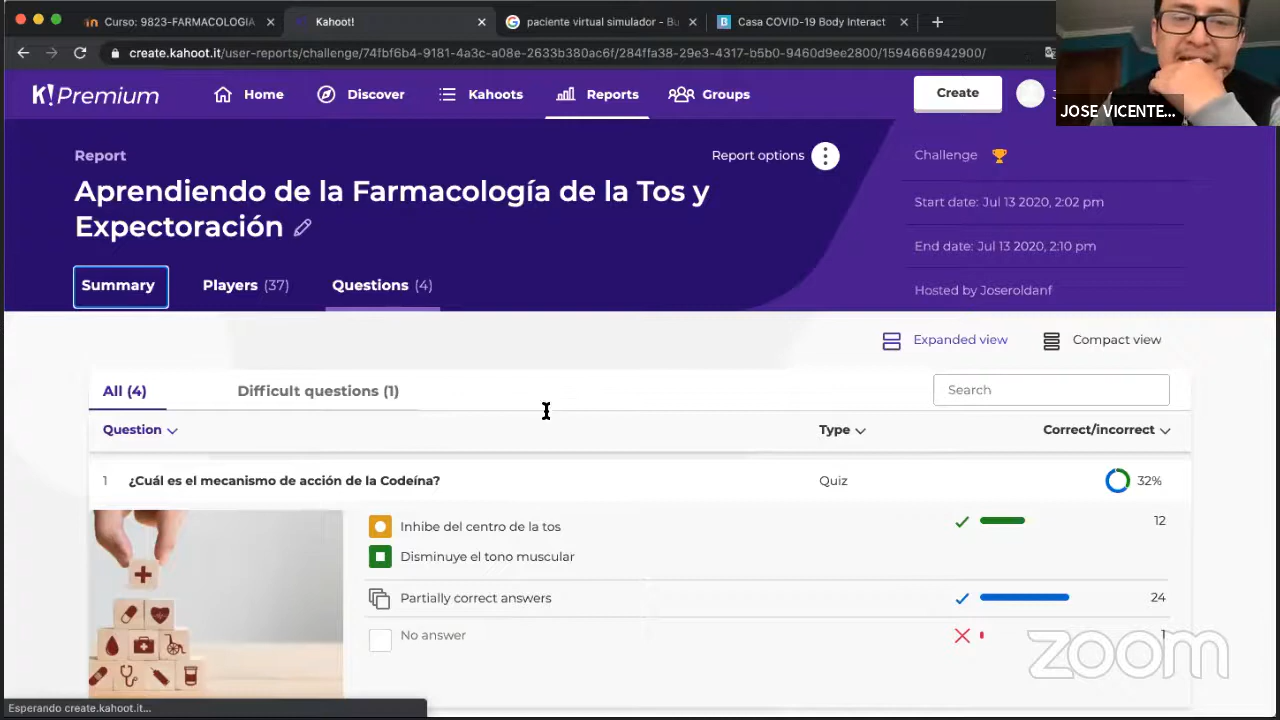 Curso: 9823-FARMACOLOGIA
Kahoot!
paciente virtual simulador - Bu
Casa COVID-19 Body Interact
create.kahoot.it/user-reports/challenge/74fbf6b4-9181-4a3c-a08e-2633b380ac6f/284ffa38-29e3-4317-b5b0-9460d9ee2800/1594666942900/
JOSE VICENTE...
K! Premium
Home
Discover
Kahoots
Reports
Groups
Create
Report
Report options
Aprendiendo de la Farmacología de la Tos y
Expectoración
Challenge
Start date: Jul 13 2020, 2:02 pm
End date: Jul 13 2020, 2:10 pm
Hosted by Joseroldanf
Summary
Players (37)
Questions (4)
Expanded view
Compact view
All (4)
Difficult questions (1)
Search
Question
Type
Correct/incorrect
1 ¿Cuál es el mecanismo de acción de la Codeína?
Quiz
32%
Inhibe del centro de la tos
12
Disminuye el tono muscular
Partially correct answers
24
No answer
1
zoom
Esperando create.kahoot.it...